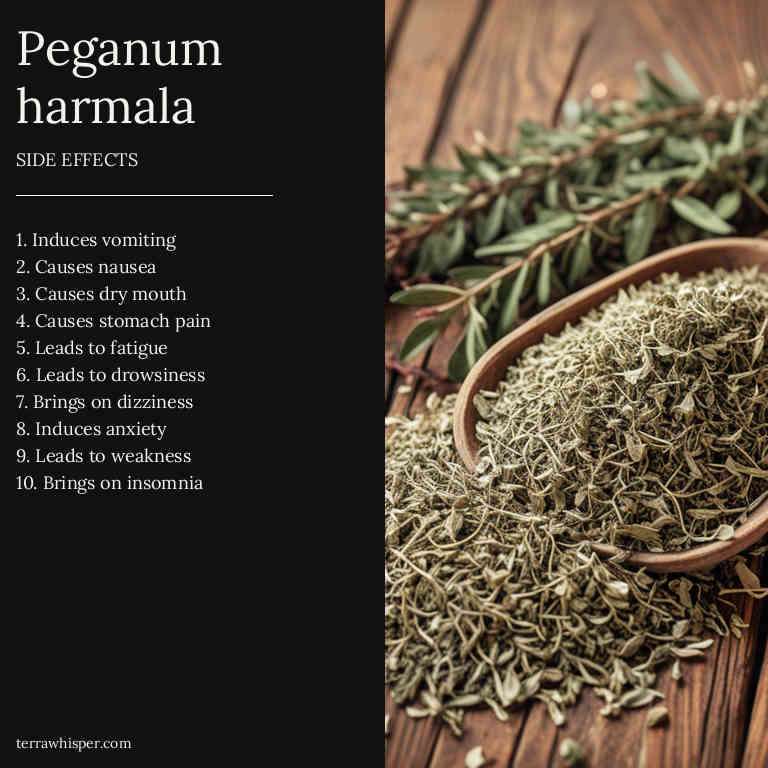 Peganum
harmala
SIDE EFFECTS
1. Induces vomiting
2. Causes nausea
3. Causes dry mouth
4. Causes stomach pain
5. Leads to fatigue
6. Leads to drowsiness
7. Brings on dizziness
8. Induces anxiety
9. Leads to weakness
10. Brings on insomnia
terrawhisper.com